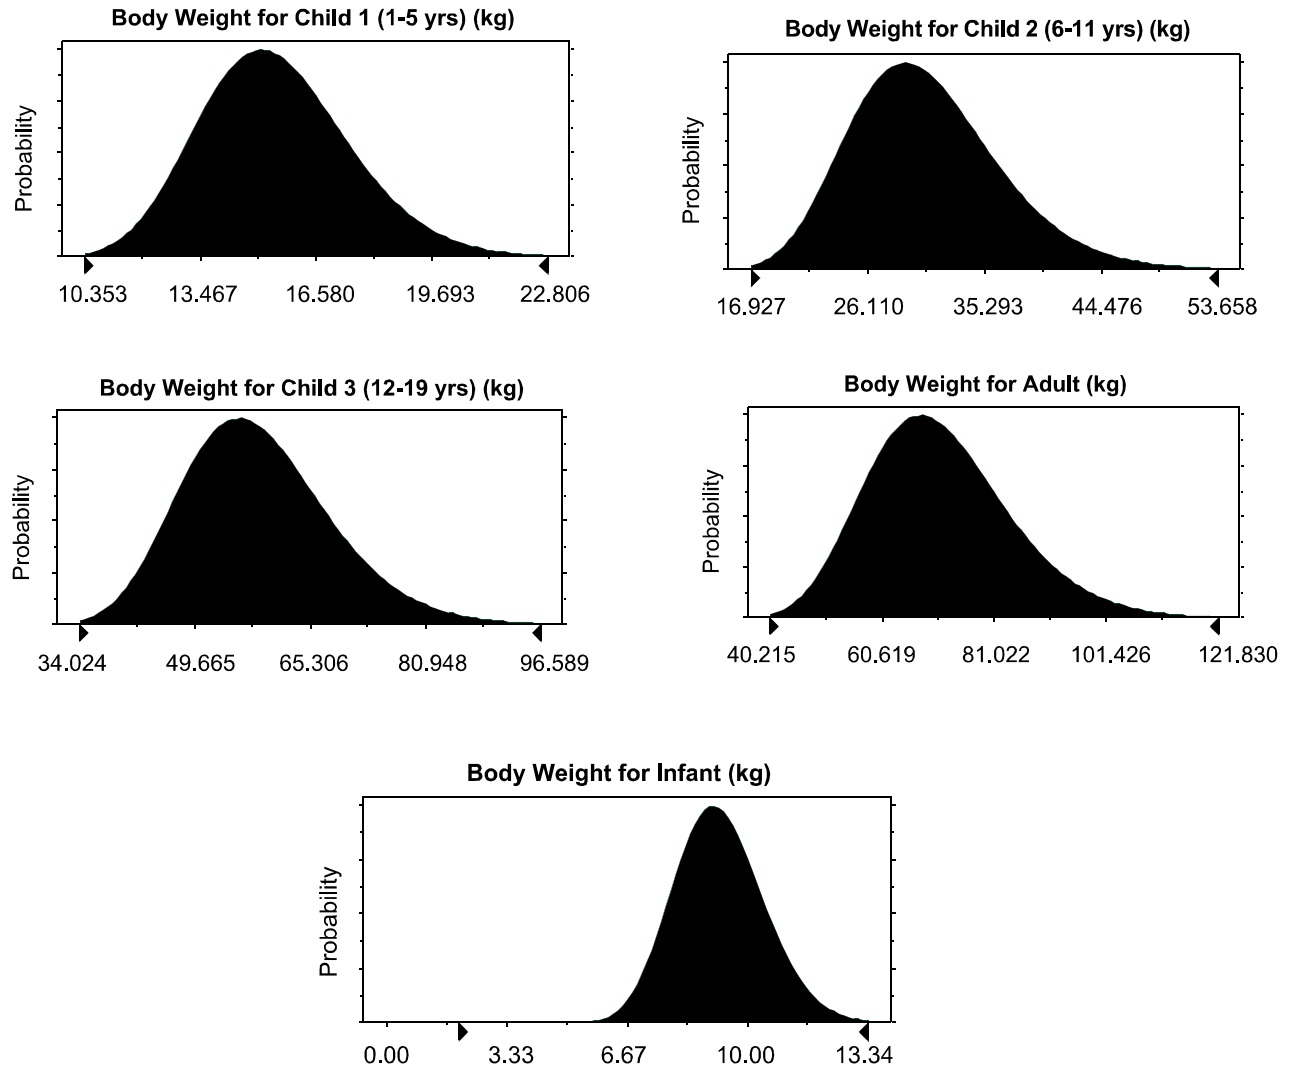 Body Weight for Child 1 (1-5 yrs) (kg)
Probability
10.353 13.467 16.580 19.693 22.806
Body Weight for Child 2 (6-11 yrs) (kg)
Probability
16.927 26.110 35.293 44.476 53.658
Body Weight for Child 3 (12-19 yrs) (kg)
Probability
34.024 49.665 65.306 80.948 96.589
Body Weight for Adult (kg)
Probability
40.215 60.619 81.022 101.426 121.830
Body Weight for Infant (kg)
Probability
0.00 3.33 6.67 10.00 13.34